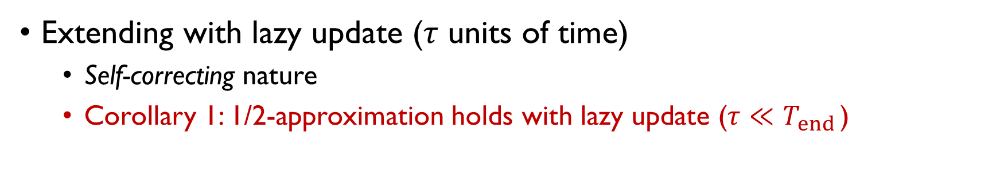 • Extending with lazy update (τ units of time)
• Self-correcting nature
• Corollary 1: 1/2-approximation holds with lazy update (τ ≪ T_end)